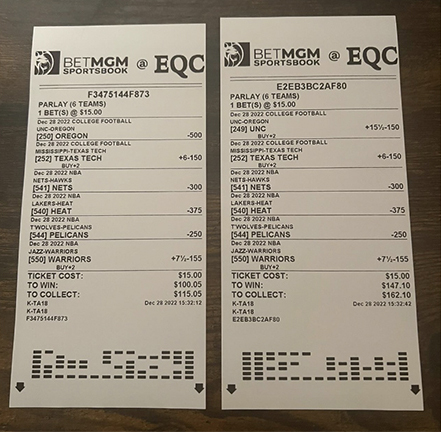 BETMGM
SPORTSBOOK
@ EQC
F3475144F873
PARLAY (6 TEAMS)
1 BET(S) @ $15.00
Dec 28 2022 COLLEGE FOOTBALL
UNC-OREGON
[250] OREGON -500
Dec 28 2022 COLLEGE FOOTBALL
MISSISSIPPI-TEXAS TECH
[252] TEXAS TECH +6-150
BUY+2
Dec 28 2022 NBA
NETS-HAWKS
[541] NETS -300
Dec 28 2022 NBA
LAKERS-HEAT
[540] HEAT -375
Dec 28 2022 NBA
TWOLVES-PELICANS
[544] PELICANS -250
Dec 28 2022 NBA
JAZZ-WARRIORS
[550] WARRIORS +7½-155
BUY+2
TICKET COST: $15.00
TO WIN: $100.05
TO COLLECT: $115.05
K-TA18 Dec 28 2022 15:32:12
K-TA18
F3475144F873
BETMGM
SPORTSBOOK
@ EQC
E2EB3BC2AF80
PARLAY (6 TEAMS)
1 BET(S) @ $15.00
Dec 28 2022 COLLEGE FOOTBALL
UNC-OREGON
[249] UNC +15½-150
BUY+2
Dec 28 2022 COLLEGE FOOTBALL
MISSISSIPPI-TEXAS TECH
[252] TEXAS TECH +6-150
BUY+2
Dec 28 2022 NBA
NETS-HAWKS
[541] NETS -300
Dec 28 2022 NBA
LAKERS-HEAT
[540] HEAT -375
Dec 28 2022 NBA
TWOLVES-PELICANS
[544] PELICANS -250
Dec 28 2022 NBA
JAZZ-WARRIORS
[550] WARRIORS +7½-155
BUY+2
TICKET COST: $15.00
TO WIN: $147.10
TO COLLECT: $162.10
K-TA18 Dec 28 2022 15:32:42
K-TA18
E2EB3BC2AF80